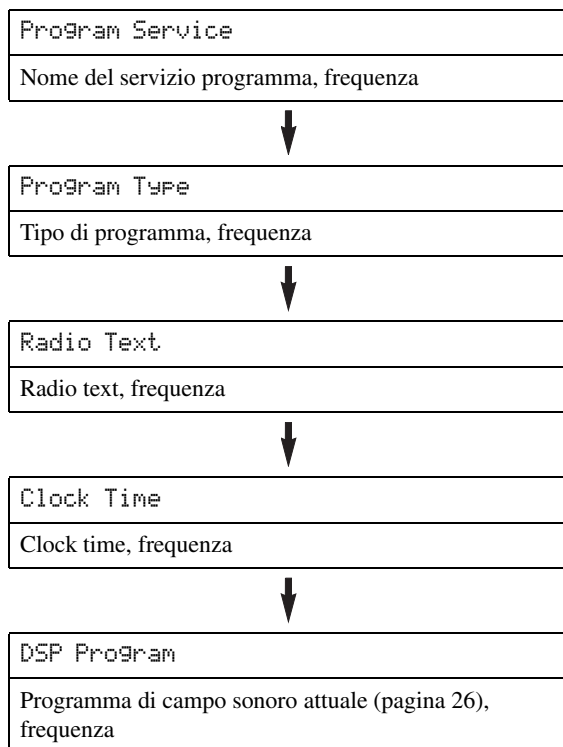 Program Service
Nome del servizio programma, frequenza
Program Type
Tipo di programma, frequenza
Radio Text
Radio text, frequenza
Clock Time
Clock time, frequenza
DSP Program
Programma di campo sonoro attuale (pagina 26),
frequenza